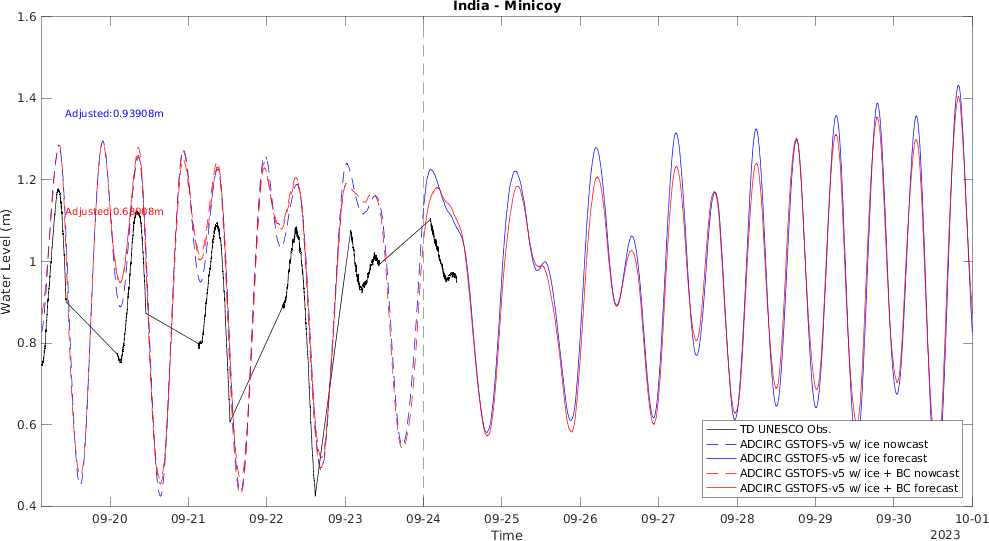 India - Minicoy
1.6
1.4
1.2
1
0.8
0.6
0.4
Water Level (m)
Adjusted:0.93908m
Adjusted:0.63908m
TD UNESCO Obs.
ADCIRC GSTOFS-v5 w/ ice nowcast
ADCIRC GSTOFS-v5 w/ ice forecast
ADCIRC GSTOFS-v5 w/ ice + BC nowcast
ADCIRC GSTOFS-v5 w/ ice + BC forecast
09-20 09-21 09-22 09-23 09-24 09-25 09-26 09-27 09-28 09-29 09-30 10-01
Time
2023